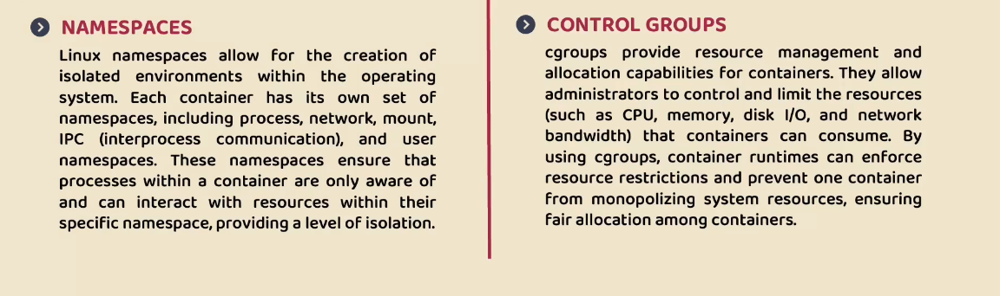 NAMESPACES
Linux namespaces allow for the creation of
isolated environments within the operating
system. Each container has its own set of
namespaces, including process, network, mount,
IPC (interprocess communication), and user
namespaces. These namespaces ensure that
processes within a container are only aware of
and can interact with resources within their
specific namespace, providing a level of isolation.
CONTROL GROUPS
cgroups provide resource management and
allocation capabilities for containers. They allow
administrators to control and limit the resources
(such as CPU, memory, disk I/O, and network
bandwidth) that containers can consume. By
using cgroups, container runtimes can enforce
resource restrictions and prevent one container
from monopolizing system resources, ensuring
fair allocation among containers.